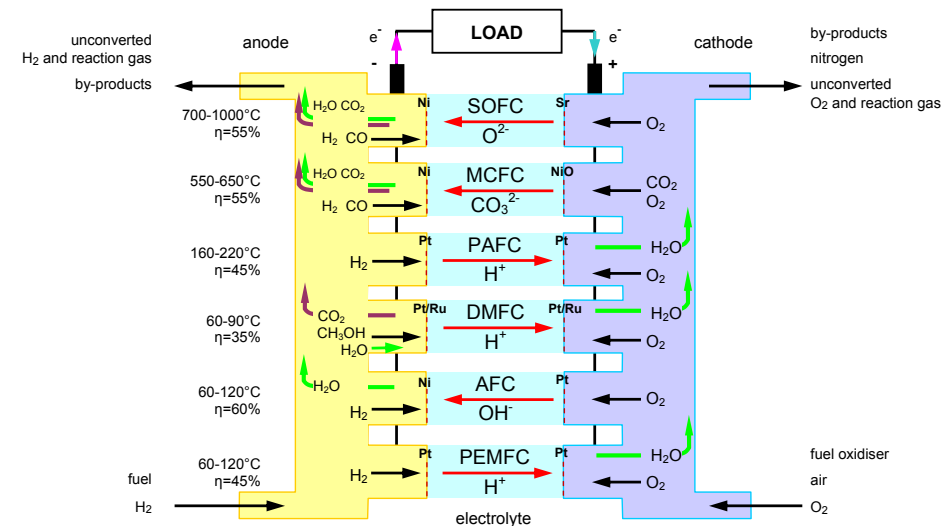 LOAD
e-
e-
-
+
anode
cathode
unconverted
H2 and reaction gas
by-products
by-products
nitrogen
unconverted
O2 and reaction gas
700-1000°C
η=55%
H2O CO2
H2 CO
Ni
SOFC
O2-
Sr
O2
550-650°C
η=55%
H2O CO2
H2 CO
Ni
MCFC
CO32-
NiO
CO2
O2
160-220°C
η=45%
H2
Pt
PAFC
H+
Pt
H2O
O2
60-90°C
η=35%
CO2
CH3OH
H2O
Pt/Ru
DMFC
H+
Pt/Ru
H2O
O2
60-120°C
η=60%
H2O
H2
Ni
AFC
OH-
Pt
O2
60-120°C
η=45%
H2
Pt
PEMFC
H+
Pt
H2O
O2
fuel
H2
electrolyte
fuel oxidiser
air
O2